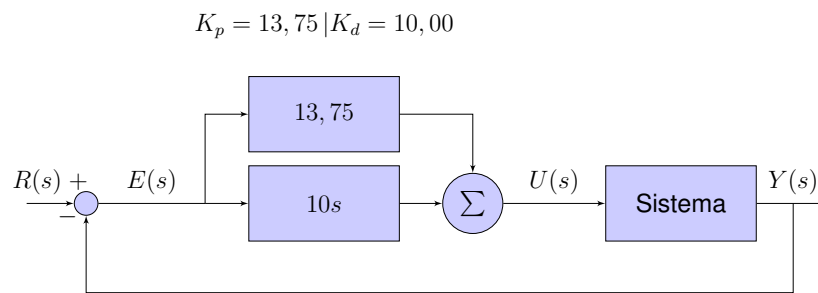 K_p = 13, 75 | K_d = 10, 00
13, 75
R(s) + E(s) U(s) Y(s)
−
10s
∑
Sistema